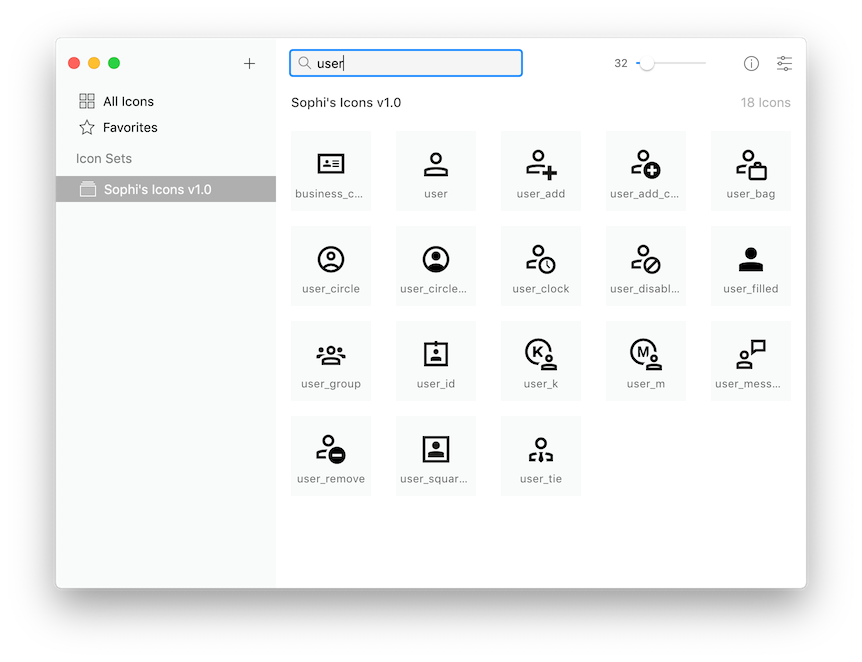 user
32
All Icons
Favorites
Icon Sets
Sophi's Icons v1.0
Sophi's Icons v1.0
18 Icons
business_c...
user
user_add
user_add_c...
user_bag
user_circle
user_circle...
user_clock
user_disabl...
user_filled
user_group
user_id
K
user_k
M
user_m
user_mess...
user_remove
user_squar...
user_tie